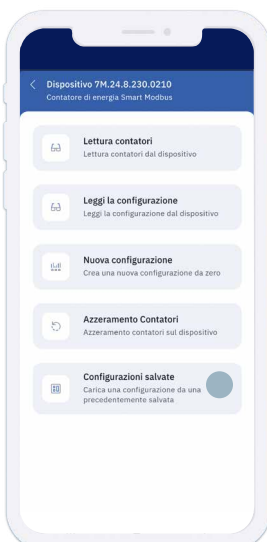 Dispositivo 7M.24.8.230.0210
Contatore di energia Smart Modbus
Lettura contatori
Lettura contatori dal dispositivo
Leggi la configurazione
Leggi la configurazione dal dispositivo
Nuova configurazione
Crea una nuova configurazione da zero
Azzeramento Contatori
Azzeramento contatori sul dispositivo
Configurazioni salvate
Carica una configurazione da una
precedentemente salvata